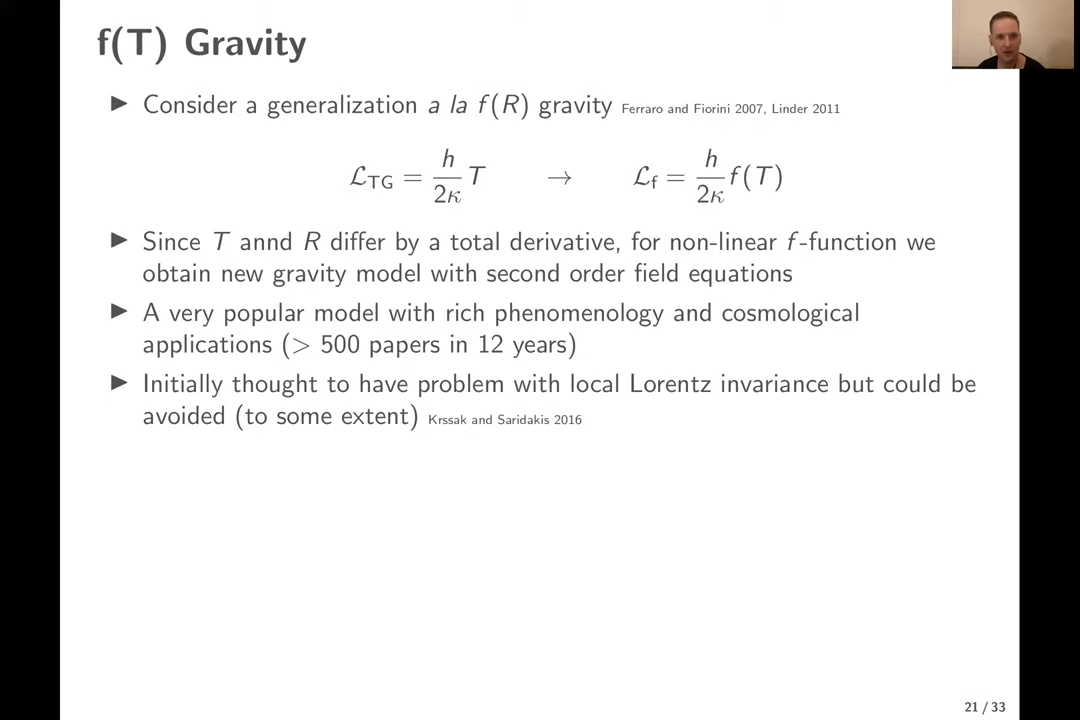 f(T) Gravity
▶ Consider a generalization a la f(R) gravity Ferraro and Fiorini 2007, Linder 2011
ℒ_TG = h/2κ T → ℒ_f = h/2κ f(T)
▶ Since T annd R differ by a total derivative, for non-linear f-function we
obtain new gravity model with second order field equations
▶ A very popular model with rich phenomenology and cosmological
applications (> 500 papers in 12 years)
▶ Initially thought to have problem with local Lorentz invariance but could be
avoided (to some extent) Krssak and Saridakis 2016
21 / 33